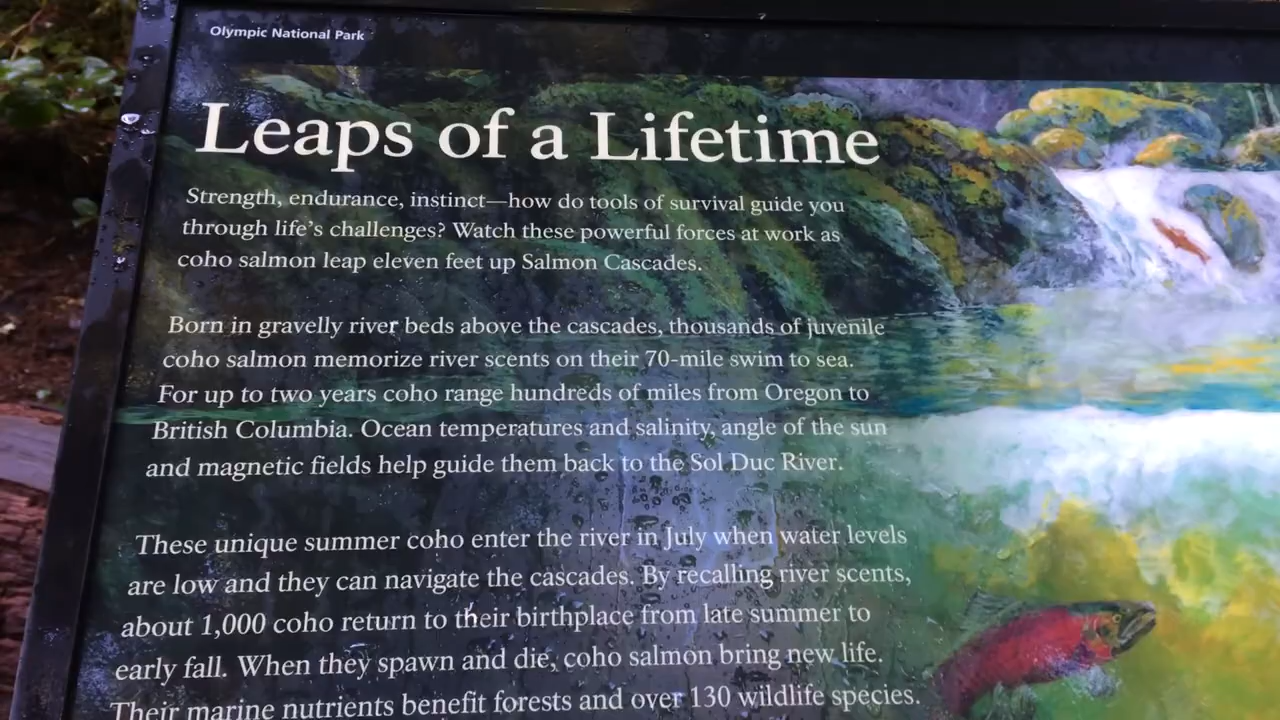 Olympic National Park
Leaps of a Lifetime
Strength, endurance, instinct—how do tools of survival guide you
through life's challenges? Watch these powerful forces at work as
coho salmon leap eleven feet up Salmon Cascades.
Born in gravelly river beds above the cascades, thousands of juvenile
coho salmon memorize river scents on their 70-mile swim to sea.
For up to two years coho range hundreds of miles from Oregon to
British Columbia. Ocean temperatures and salinity, angle of the sun
and magnetic fields help guide them back to the Sol Duc River.
These unique summer coho enter the river in July when water levels
are low and they can navigate the cascades. By recalling river scents,
about 1,000 coho return to their birthplace from late summer to
early fall. When they spawn and die, coho salmon bring new life.
Their marine nutrients benefit forests and over 130 wildlife species.